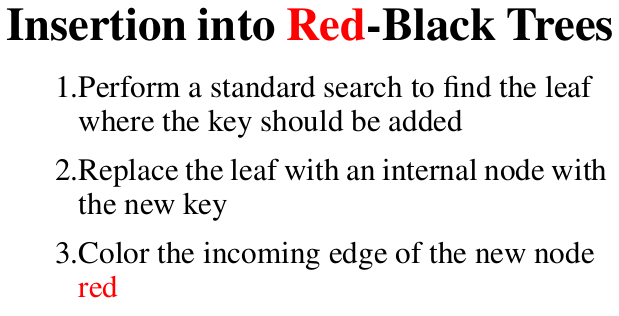 Insertion into Red-Black Trees
1.Perform a standard search to find the leaf
where the key should be added
2.Replace the leaf with an internal node with
the new key
3.Color the incoming edge of the new node
red